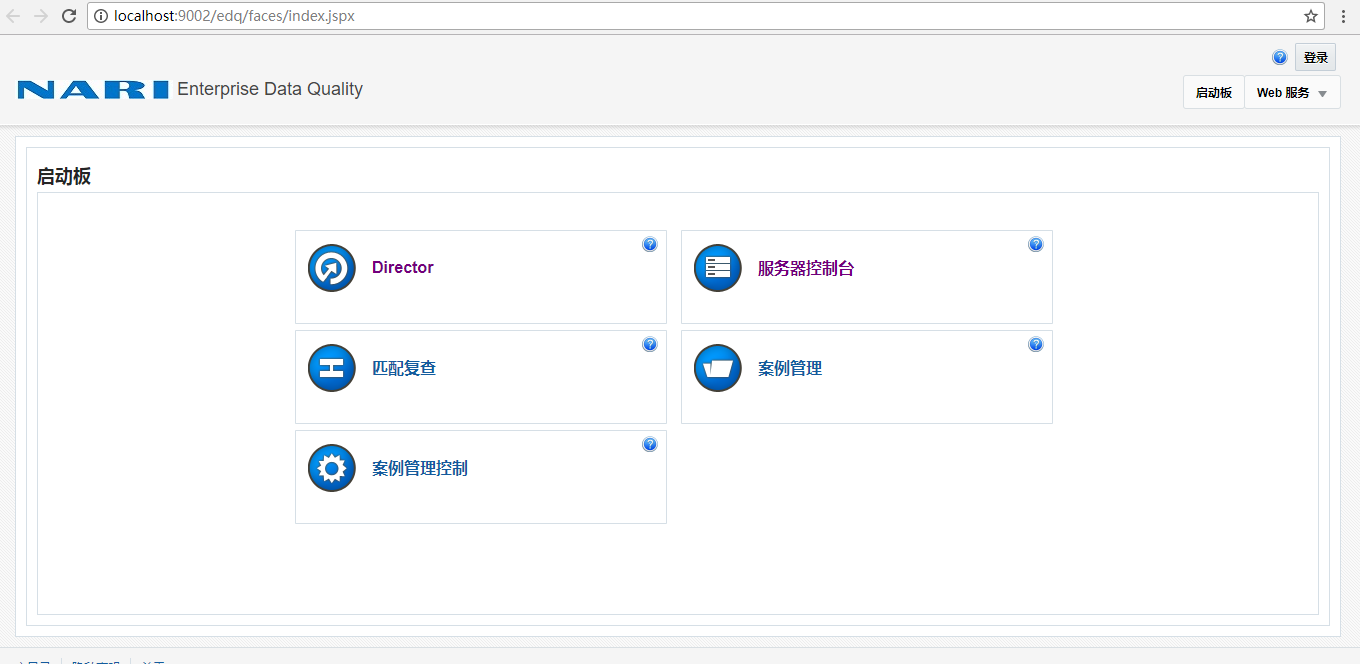 localhost:9002/edq/faces/index.jspx
登录
NARI Enterprise Data Quality
启动板 Web 服务
启动板
Director
服务器控制台
匹配复查
案例管理
案例管理控制